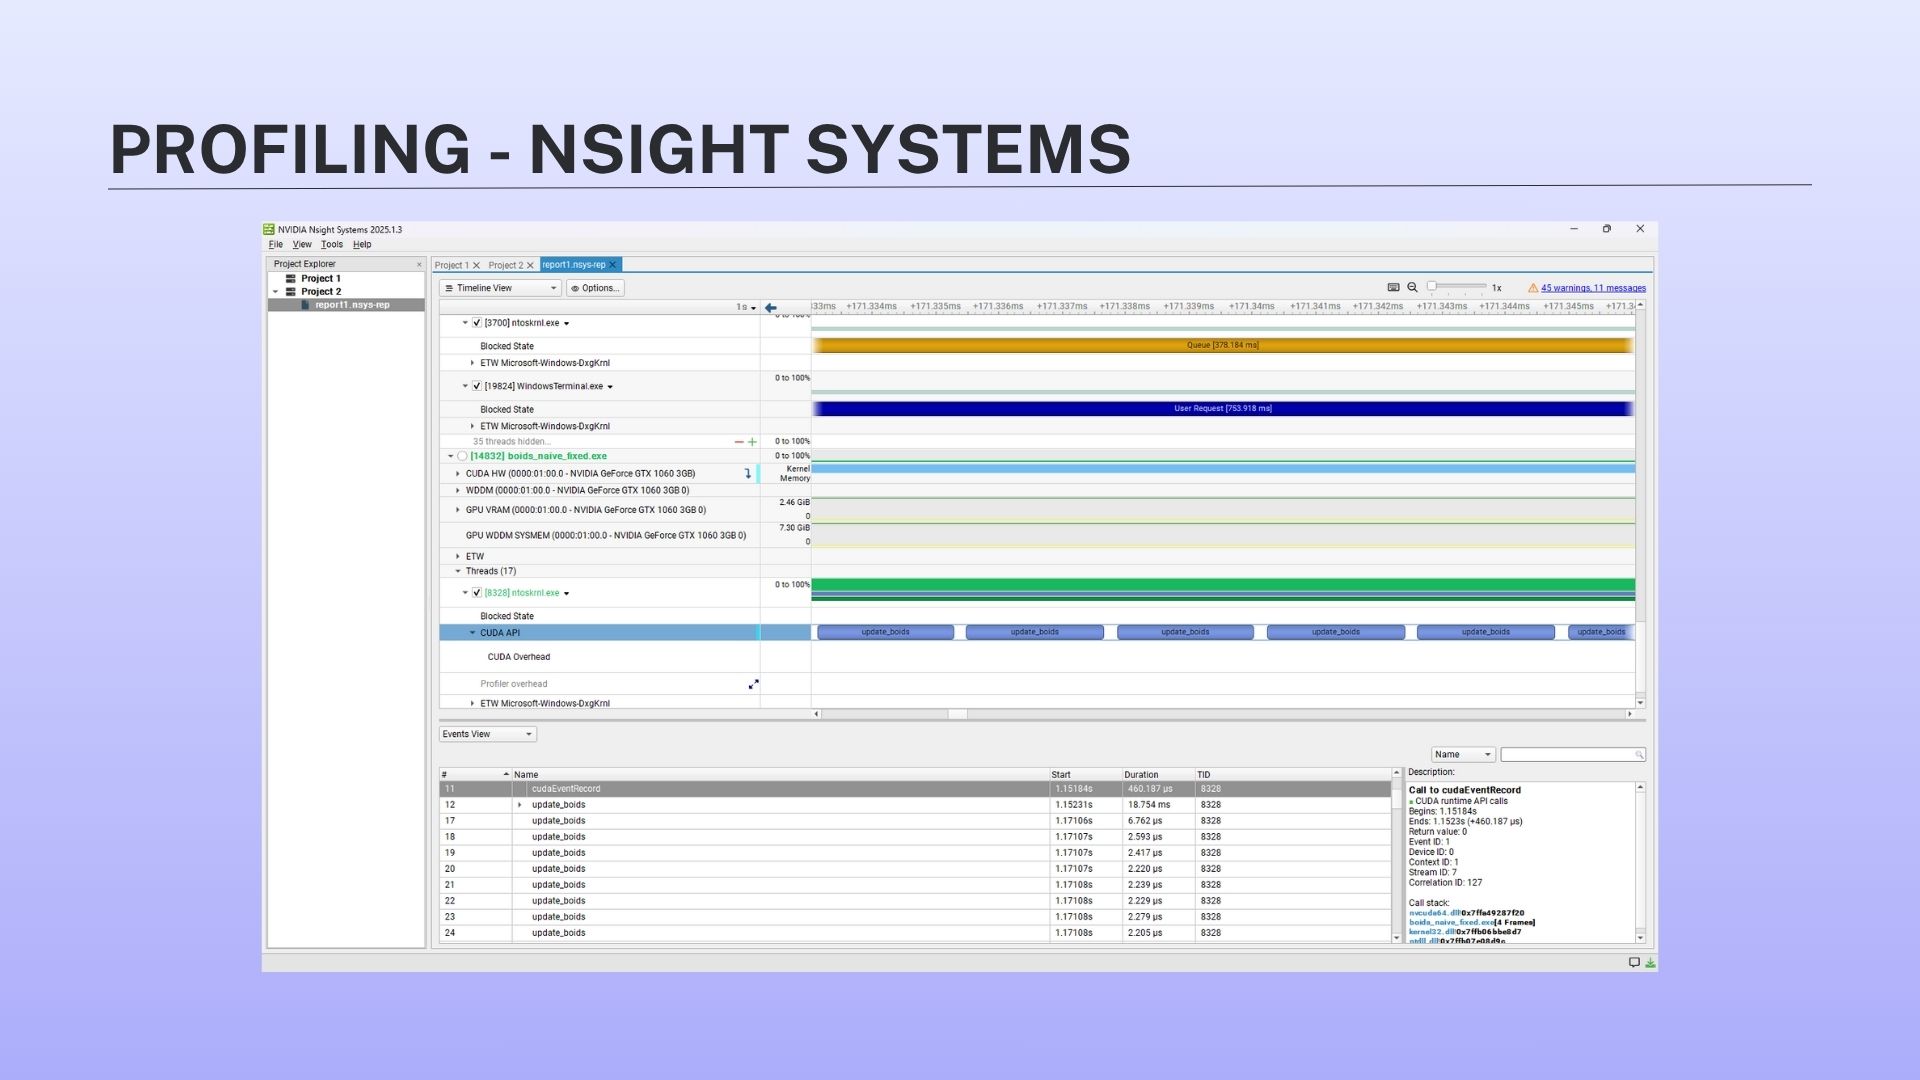 PROFILING - NSIGHT SYSTEMS
NVIDIA Nsight Systems 2025.1.3
File View Tools Help
Project Explorer
Project 1
Project 2
report1.nsys-rep
Project 1 Project 2 report1.nsys-rep
Timeline View Options... 1x 45 warnings, 11 messages
1s 33ms +171.334ms +171.335ms +171.336ms +171.337ms +171.338ms +171.339ms +171.34ms +171.341ms +171.342ms +171.343ms +171.344ms +171.345ms +171.34
[3700] ntoskrnl.exe 0 to 100%
Blocked State Queue [378.184 ms]
ETW Microsoft-Windows-DxgKrnl
[19824] WindowsTerminal.exe 0 to 100%
Blocked State User Request [753.918 ms]
ETW Microsoft-Windows-DxgKrnl
35 threads hidden... 0 to 100%
[14832] boids_naive_fixed.exe 0 to 100%
CUDA HW (0000:01:00.0 - NVIDIA GeForce GTX 1060 3GB) Kernel
Memory
WDDM (0000:01:00.0 - NVIDIA GeForce GTX 1060 3GB 0)
GPU VRAM (0000:01:00.0 - NVIDIA GeForce GTX 1060 3GB 0) 2.46 GiB
0
GPU WDDM SYSMEM (0000:01:00.0 - NVIDIA GeForce GTX 1060 3GB 0) 7.30 GiB
0
ETW
Threads (17)
[8328] ntoskrnl.exe 0 to 100%
Blocked State
CUDA API update_boids update_boids update_boids update_boids update_boids update_boids
CUDA Overhead
Profiler overhead
ETW Microsoft-Windows-DxgKrnl
Events View
Name
# Name Start Duration TID
11 cudaEventRecord 1.15184s 460.187 µs 8328
12 update_boids 1.15231s 18.754 ms 8328
17 update_boids 1.17106s 6.762 µs 8328
18 update_boids 1.17107s 2.593 µs 8328
19 update_boids 1.17107s 2.417 µs 8328
20 update_boids 1.17107s 2.220 µs 8328
21 update_boids 1.17108s 2.239 µs 8328
22 update_boids 1.17108s 2.229 µs 8328
23 update_boids 1.17108s 2.279 µs 8328
24 update_boids 1.17108s 2.205 µs 8328
Description:
Call to cudaEventRecord
CUDA runtime API calls
Begins: 1.15184s
Ends: 1.1523s (+460.187 µs)
Return value: 0
Event ID: 1
Device ID: 0
Context ID: 1
Stream ID: 7
Correlation ID: 127
Call stack:
nvcuda64.dll!0x7ffa49287f20
boids_naive_fixed.exe[4 Frames]
kernel32.dll!0x7ffb06bbe8d7